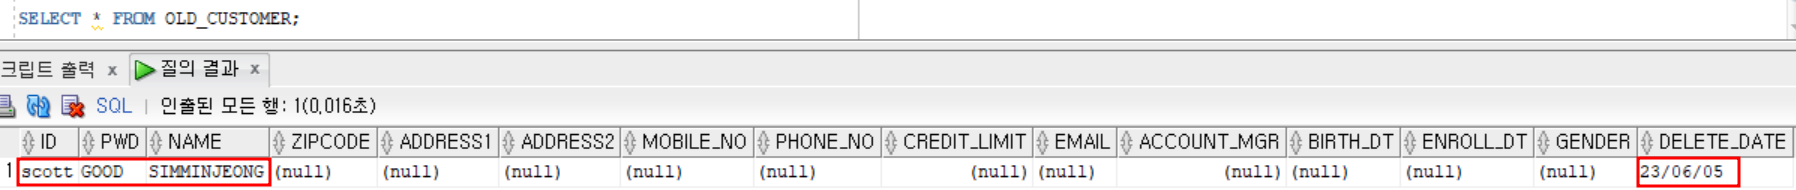 SELECT * FROM OLD_CUSTOMER;
크립트 출력 x 질의 결과 x
SQL | 인출된 모든 행: 1(0,016초)
ID PWD NAME ZIPCODE ADDRESS1 ADDRESS2 MOBILE_NO PHONE_NO CREDIT_LIMIT EMAIL ACCOUNT_MGR BIRTH_DT ENROLL_DT GENDER DELETE_DATE
1 scott GOOD SIMMINJEONG (null) (null) (null) (null) (null) (null) (null) (null) (null) (null) (null) 23/06/05